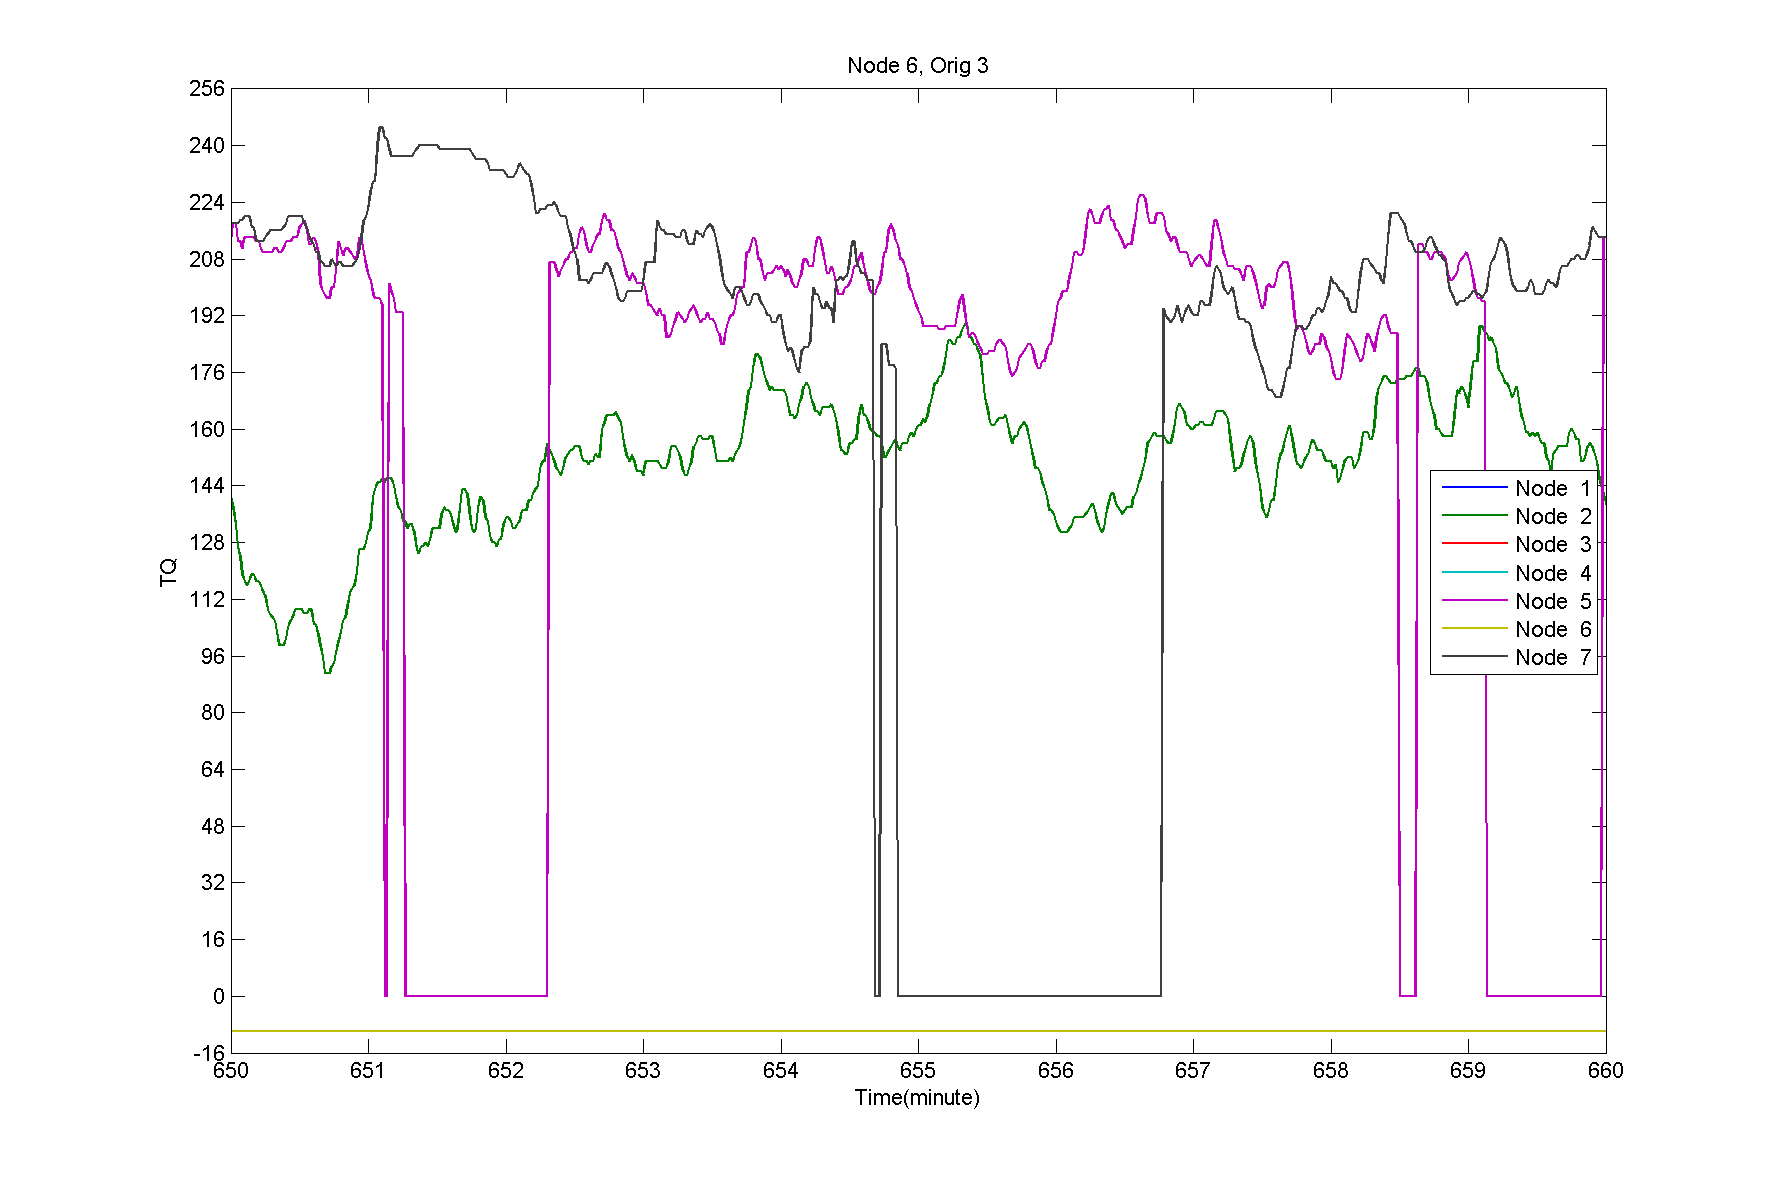 Node 6, Orig 3
256
240
224
208
192
176
160
144
128
112
96
80
64
48
32
16
0
-16
TQ
Node 1
Node 2
Node 3
Node 4
Node 5
Node 6
Node 7
650 651 652 653 654 655 656 657 658 659 660
Time(minute)